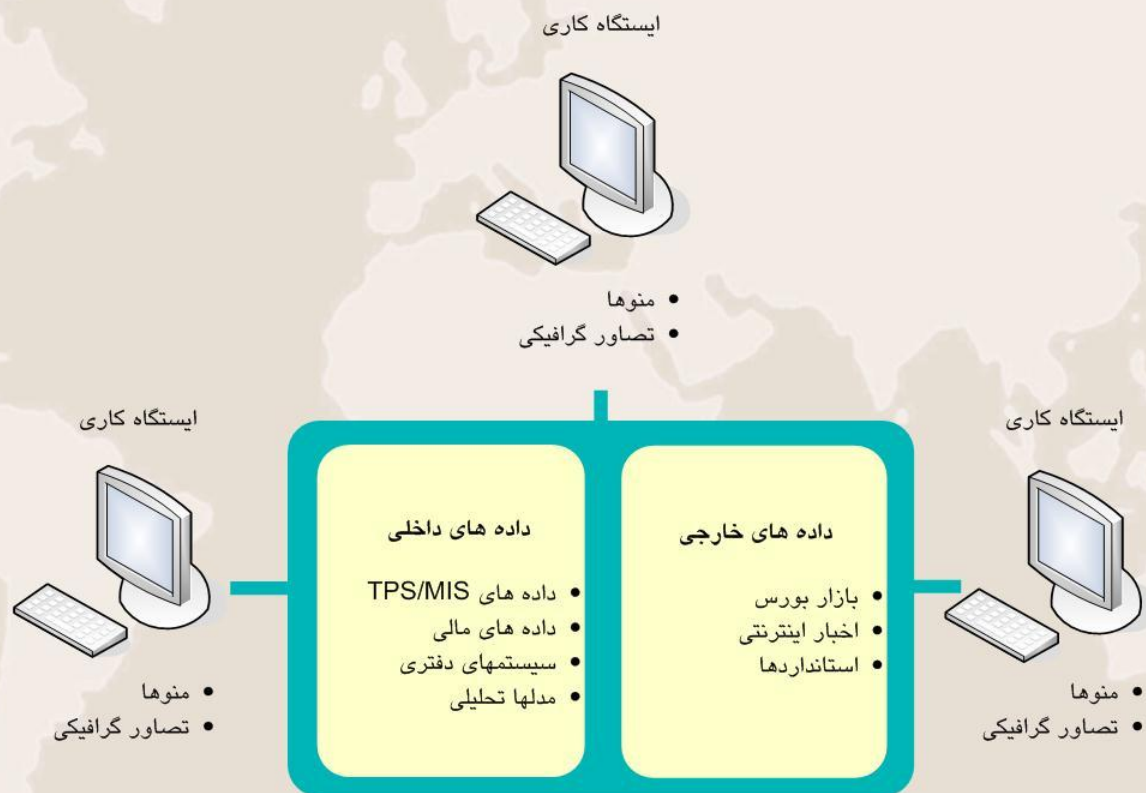 ایستگاه کاری
• منوها
• تصاور گرافیکی
ایستگاه کاری
• منوها
• تصاور گرافیکی
داده های خارجی
• بازار بورس
• اخبار اینترنتی
• استانداردها
داده های داخلی
• داده های TPS/MIS
• داده های مالی
• سیستمهای دفتری
• مدلها تحلیلی
ایستگاه کاری
• منوها
• تصاور گرافیکی